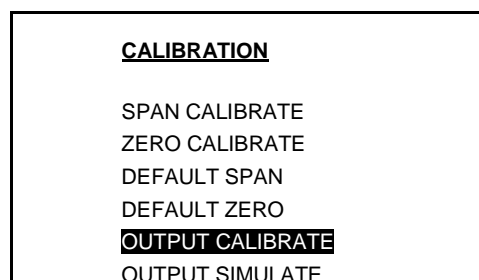 CALIBRATION
SPAN CALIBRATE
ZERO CALIBRATE
DEFAULT SPAN
DEFAULT ZERO
OUTPUT CALIBRATE
OUTPUT SIMULATE